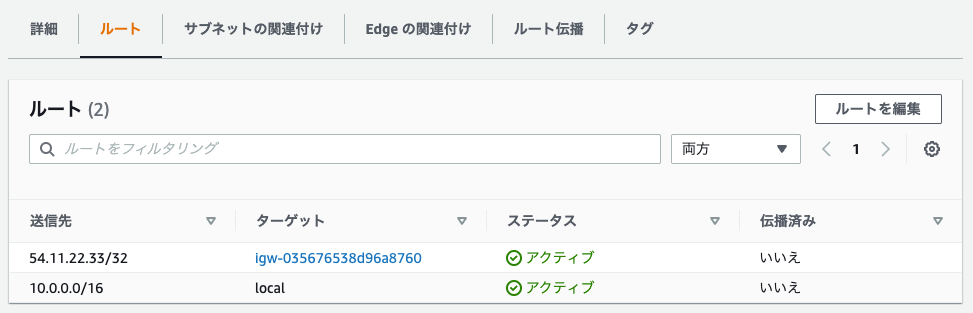 詳細 ルート サブネットの関連付け Edge の関連付け ルート伝播 タグ
ルート (2) ルートを編集
ルートをフィルタリング 両方 1
送信先 ターゲット ステータス 伝播済み
54.11.22.33/32 igw-035676538d96a8760 アクティブ いいえ
10.0.0.0/16 local アクティブ いいえ